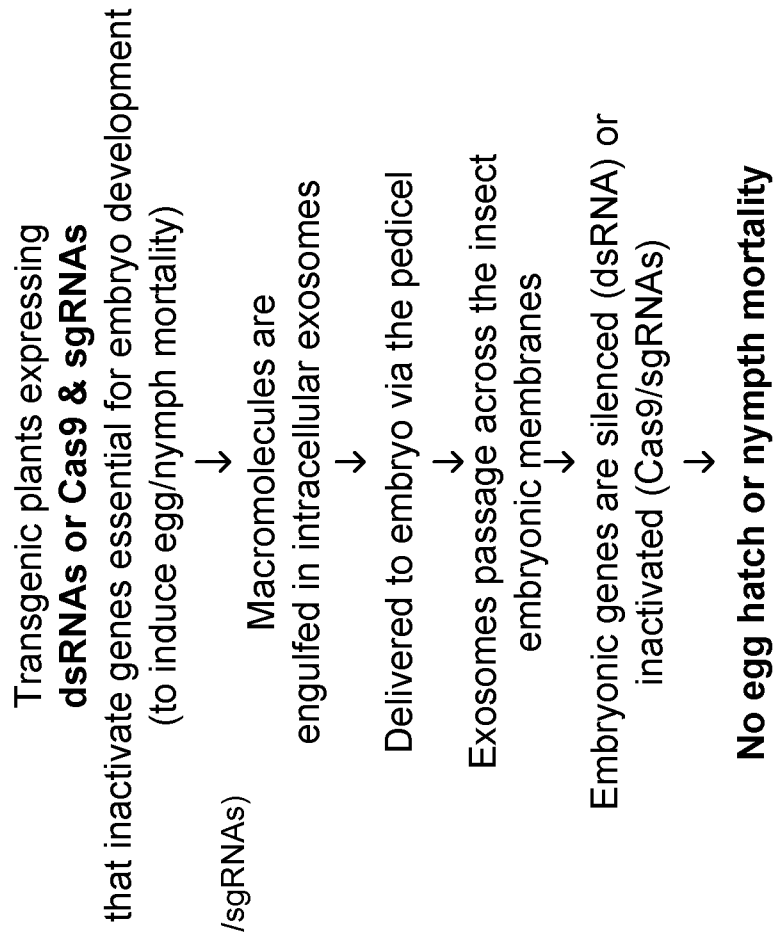 Transgenic plants expressing
dsRNAs or Cas9 & sgRNAs
that inactivate genes essential for embryo development
(to induce egg/nymph mortality)
↓
/sgRNAs)
Macromolecules are
engulfed in intracellular exosomes
↓
Delivered to embryo via the pedicel
↓
Exosomes passage across the insect
embryonic membranes
↓
Embryonic genes are silenced (dsRNA) or
inactivated (Cas9/sgRNAs)
↓
No egg hatch or nympth mortality